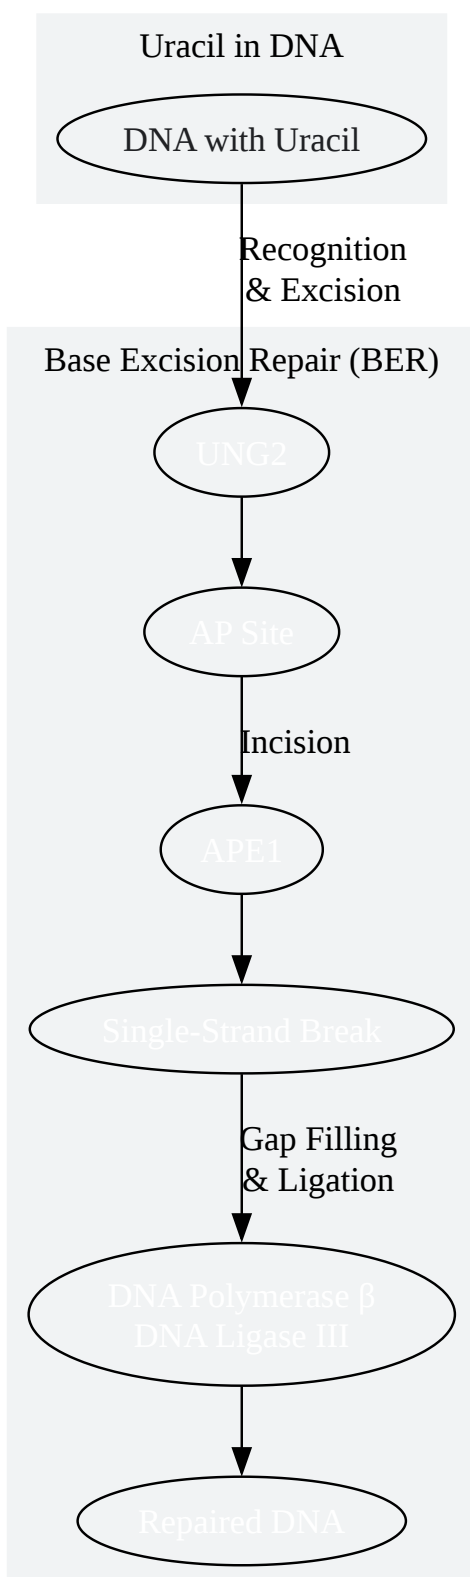 Uracil in DNA
DNA with Uracil
Recognition
& Excision
Base Excision Repair (BER)
UNG2
AP Site
Incision
APE1
Single-Strand Break
Gap Filling
& Ligation
DNA Polymerase β
DNA Ligase III
Repaired DNA